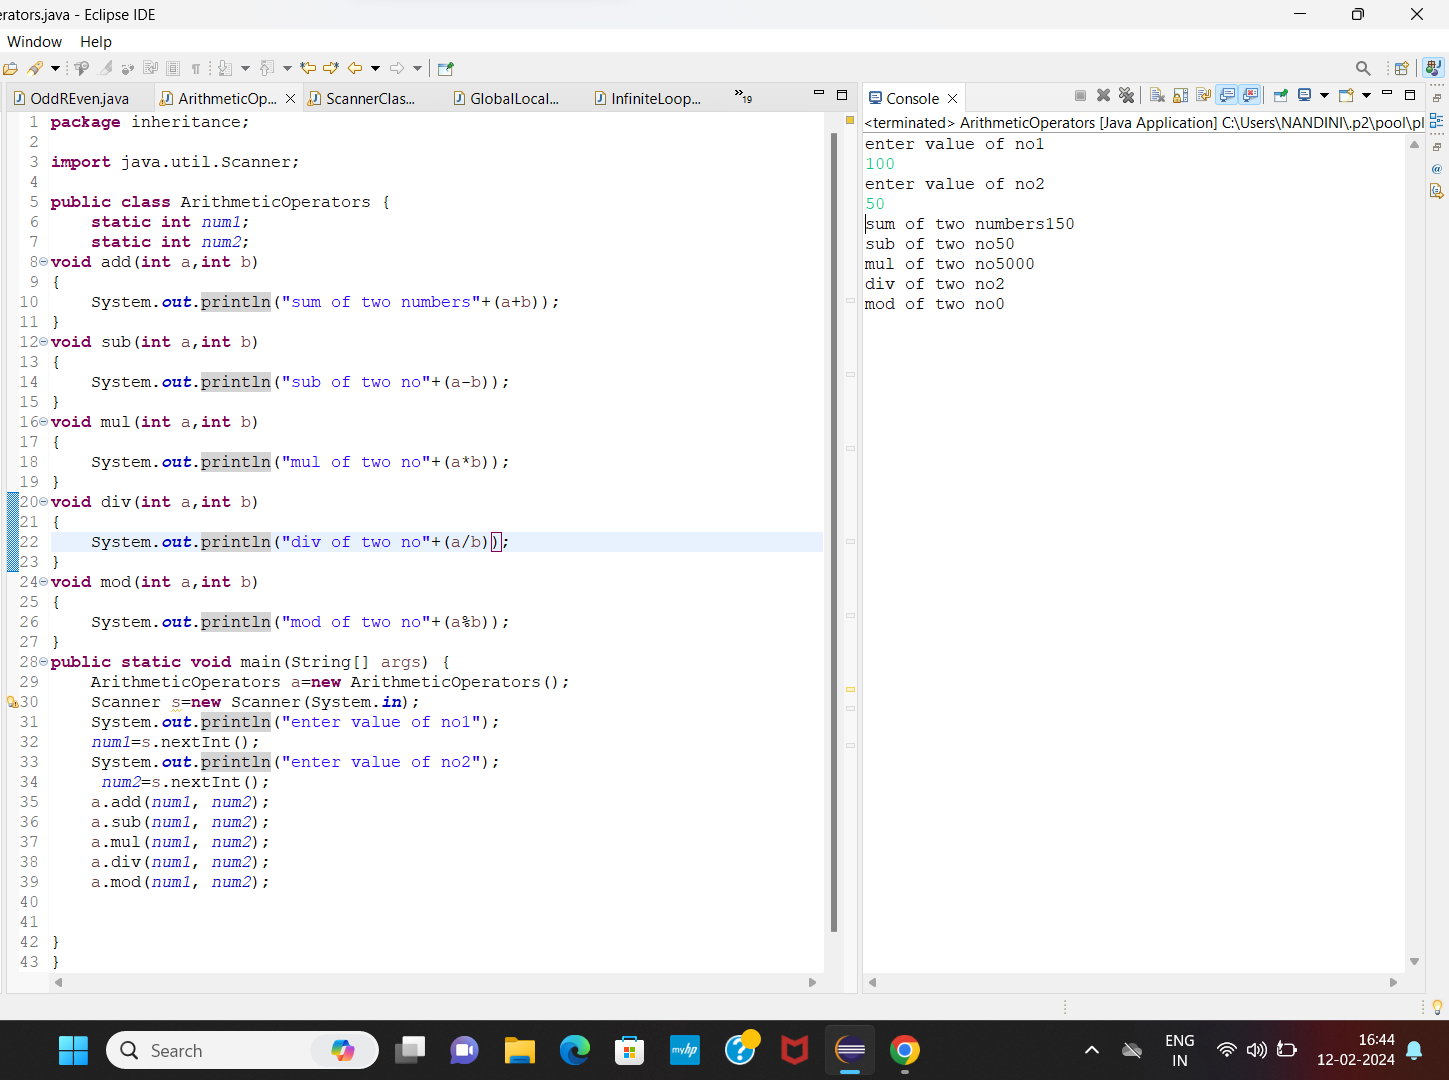 erators.java - Eclipse IDE
Window Help
OddREven.java ArithmeticOp... ScannerClas... GlobalLocal... InfiniteLoop... »19
1 package inheritance;
2
3 import java.util.Scanner;
4
5 public class ArithmeticOperators {
6 static int num1;
7 static int num2;
8 void add(int a,int b)
9 {
10 System.out.println("sum of two numbers"+(a+b));
11 }
12 void sub(int a,int b)
13 {
14 System.out.println("sub of two no"+(a-b));
15 }
16 void mul(int a,int b)
17 {
18 System.out.println("mul of two no"+(a*b));
19 }
20 void div(int a,int b)
21 {
22 System.out.println("div of two no"+(a/b));
23 }
24 void mod(int a,int b)
25 {
26 System.out.println("mod of two no"+(a%b));
27 }
28 public static void main(String[] args) {
29 ArithmeticOperators a=new ArithmeticOperators();
30 Scanner s=new Scanner(System.in);
31 System.out.println("enter value of no1");
32 num1=s.nextInt();
33 System.out.println("enter value of no2");
34 num2=s.nextInt();
35 a.add(num1, num2);
36 a.sub(num1, num2);
37 a.mul(num1, num2);
38 a.div(num1, num2);
39 a.mod(num1, num2);
40
41
42 }
43 }
Console
<terminated> ArithmeticOperators [Java Application] C:\Users\NANDINI\.p2\pool\pl
enter value of no1
100
enter value of no2
50
sum of two numbers150
sub of two no50
mul of two no5000
div of two no2
mod of two no0
Search
myhp
ENG
IN
16:44
12-02-2024